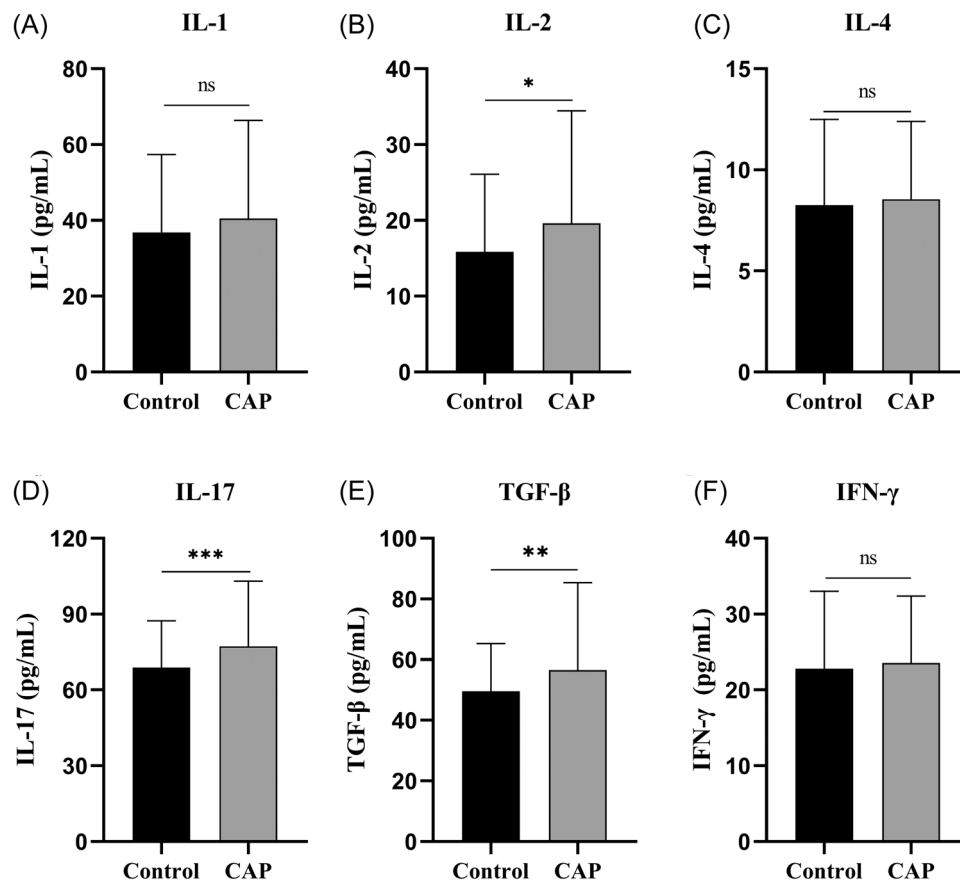 (A) IL-1
IL-1 (pg/mL)
80
60
40
20
0
ns
Control CAP
(B) IL-2
IL-2 (pg/mL)
40
30
20
10
0
*
Control CAP
(C) IL-4
IL-4 (pg/mL)
15
10
5
0
ns
Control CAP
(D) IL-17
IL-17 (pg/mL)
120
90
60
30
0
***
Control CAP
(E) TGF-β
TGF-β (pg/mL)
100
80
60
40
20
0
**
Control CAP
(F) IFN-γ
IFN-γ (pg/mL)
40
30
20
10
0
ns
Control CAP